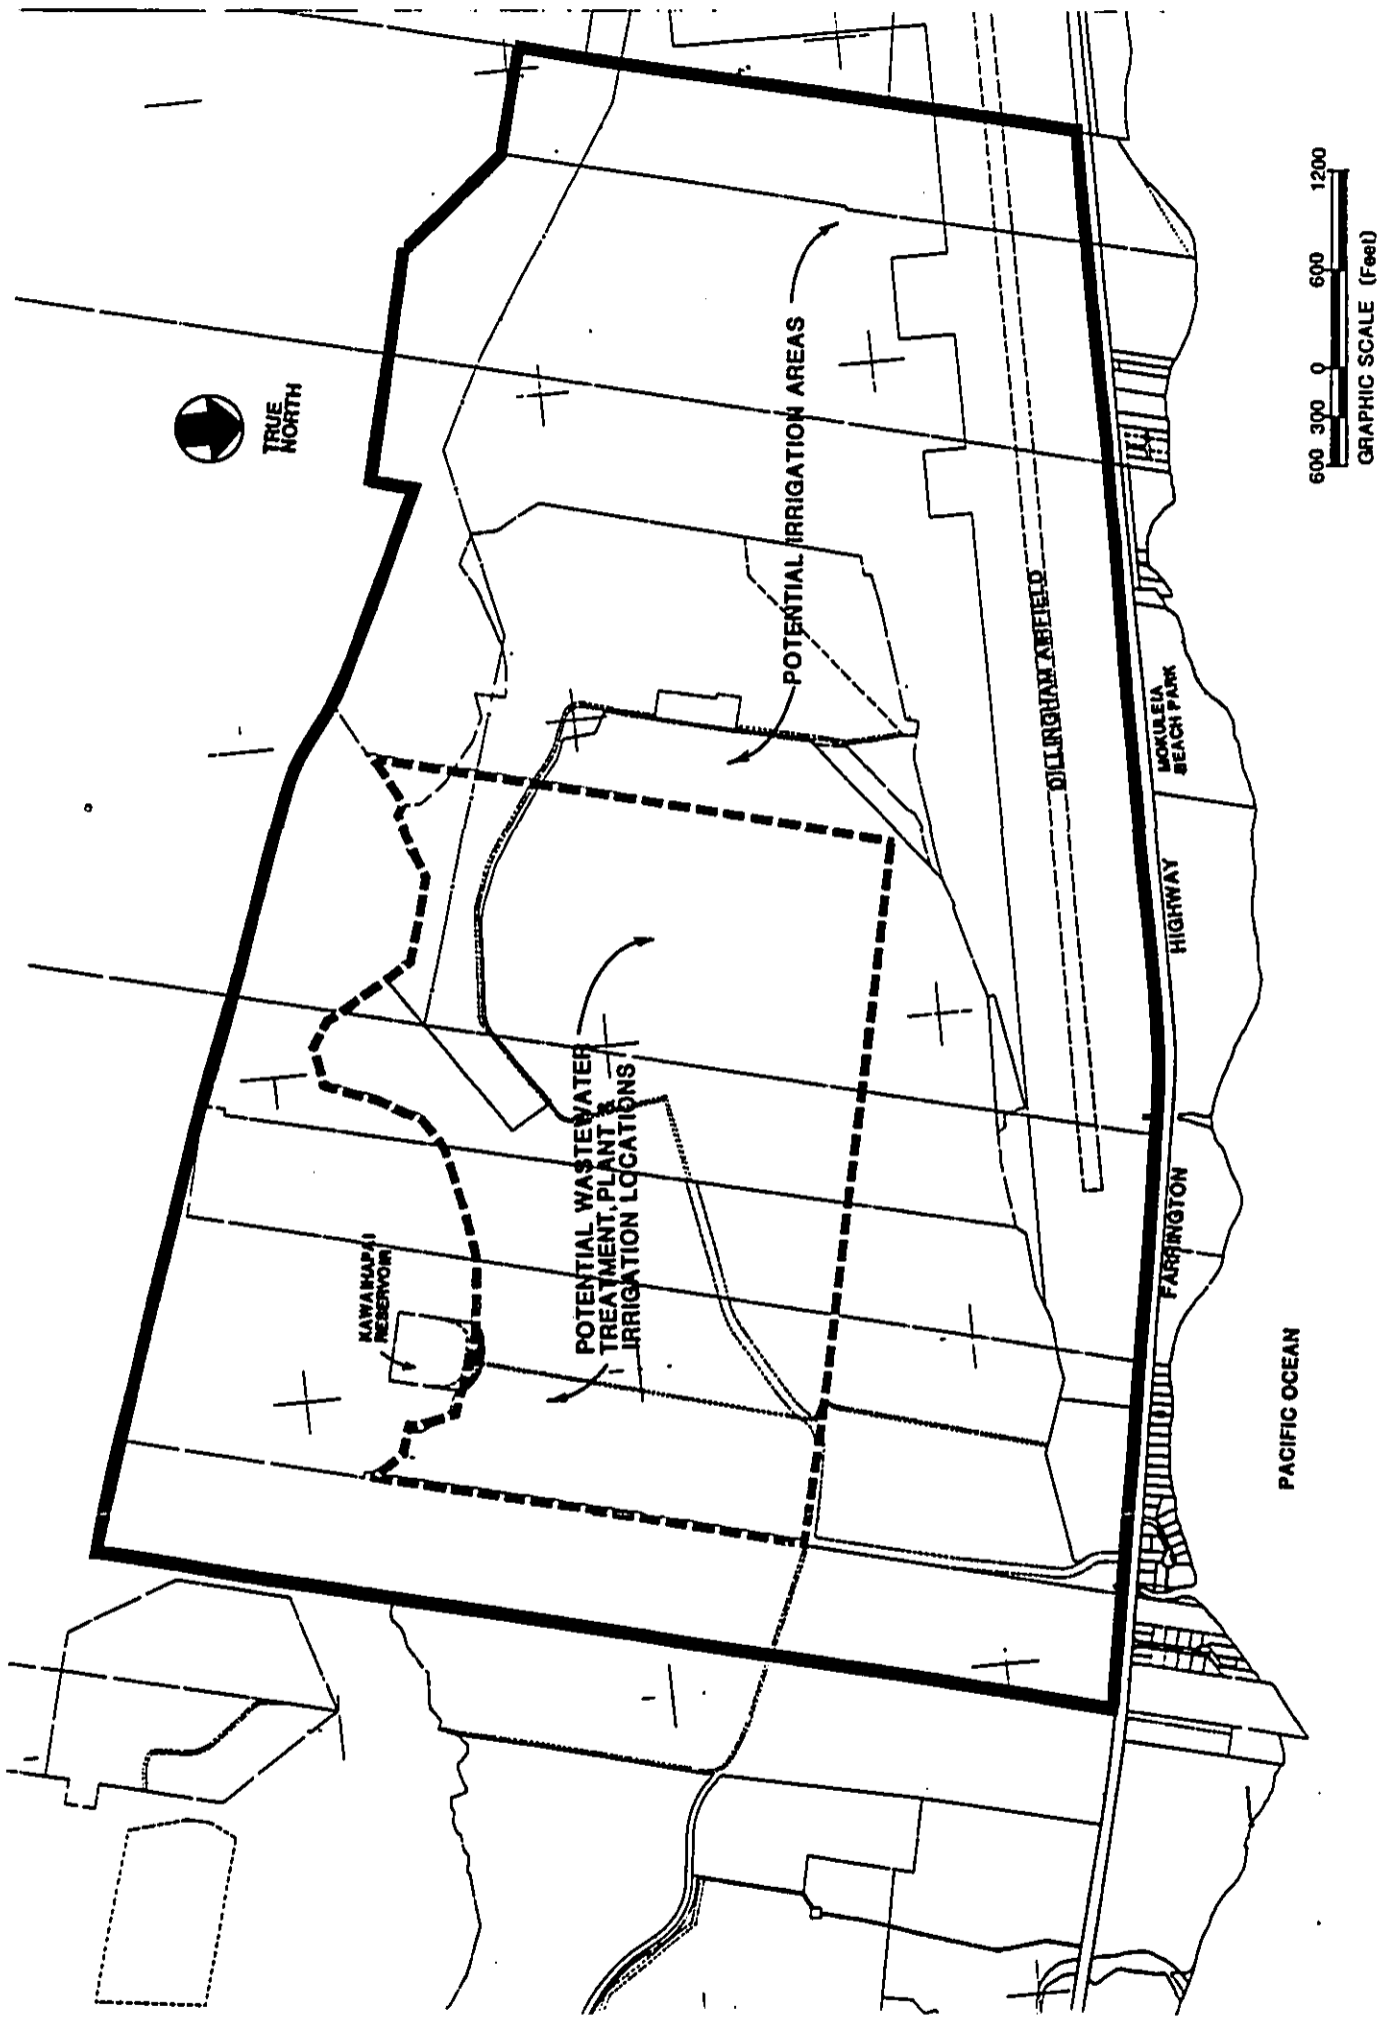 TRUE
NORTH
KAWAIHAPAI
RESERVOIR
POTENTIAL WASTEWATER
TREATMENT PLANT &
IRRIGATION LOCATIONS
POTENTIAL IRRIGATION AREAS
DILLINGHAM AIRFIELD
MOKULEIA
BEACH PARK
FARRINGTON HIGHWAY
PACIFIC OCEAN
600 300 0 600 1200
GRAPHIC SCALE (Feet)